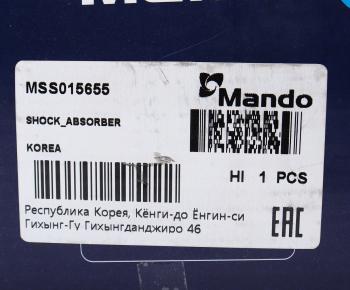 MSS015655
Mando
SHOCK_ABSORBER
KOREA
HI 1 PCS
Республика Корея, Кёнги-до Ёнгин-си
Гихынг-Гу Гихынгданджиро 46
EAC